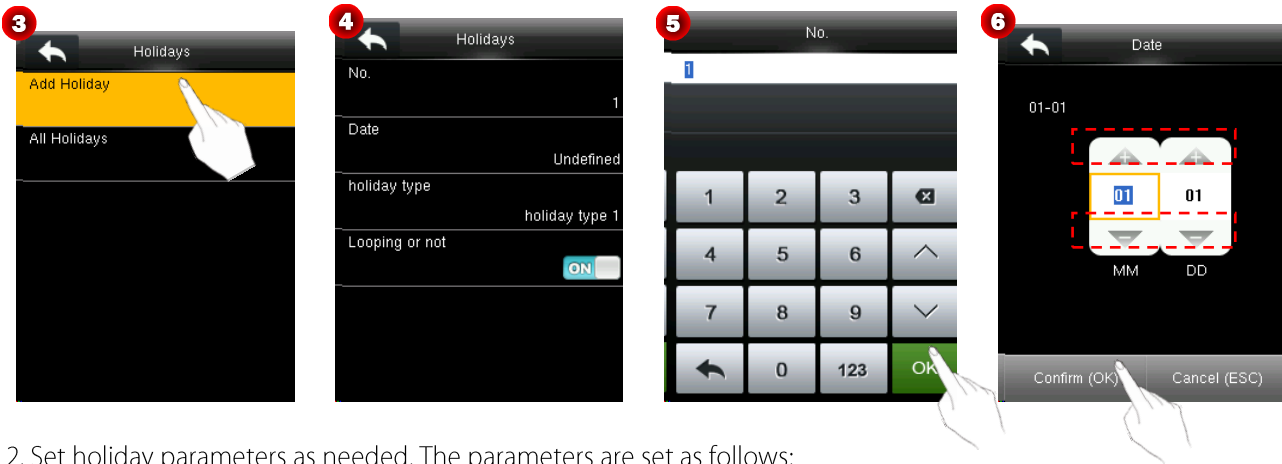 3
Holidays
Add Holiday
All Holidays
4
Holidays
No.
1
Date
Undefined
holiday type
holiday type 1
Looping or not
ON
5
No.
1
1 2 3
4 5 6
7 8 9
0 123 OK
6
Date
01-01
01 01
MM DD
Confirm (OK) Cancel (ESC)
2. Set holiday parameters as needed. The parameters are set as follows: